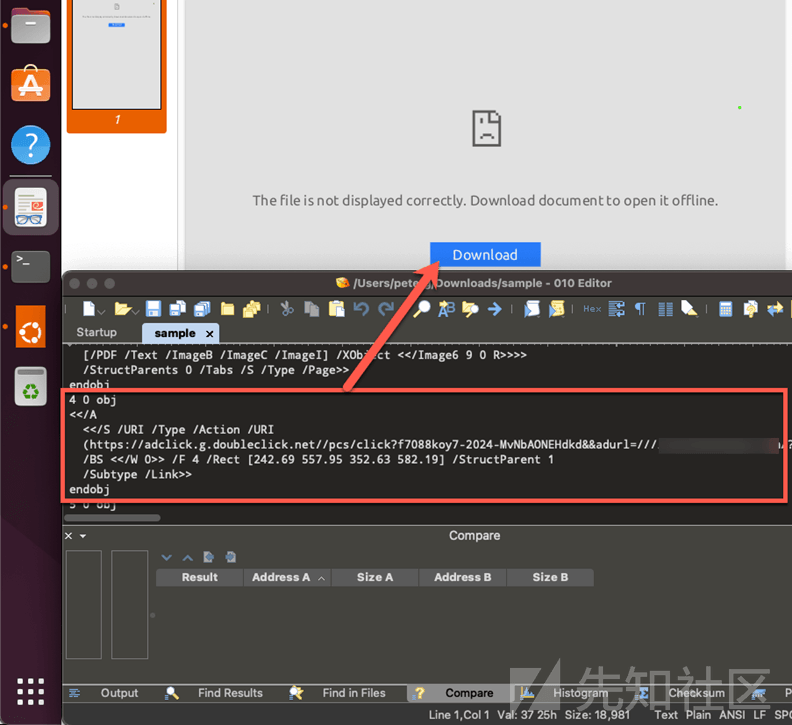 1
The file is not displayed correctly. Download document to open it offline.
Download
/Users/peterg/Downloads/sample - 010 Editor
Startup
sample
[/PDF /Text /ImageB /ImageC /ImageI] /XObject <</Image6 9 0 R>>>>
/StructParents 0 /Tabs /S /Type /Page>>
endobj
4 0 obj
<</A
<</S /URI /Type /Action /URI
(https://adclick.g.doubleclick.net//pcs/click?f7088koy7-2024-MvNbAONEHdkd&&adurl=///
/BS <</W 0>> /F 4 /Rect [242.69 557.95 352.63 582.19] /StructParent 1
/Subtype /Link>>
endobj
5 0 obj
Compare
Result Address A Size A Address B Size B
Output Find Results Find in Files Compare Histogram Checksum P
Line 1,Col 1 Val: 37 25h Size: 18,981 Text Plain ANSI LF SPC
先知社区